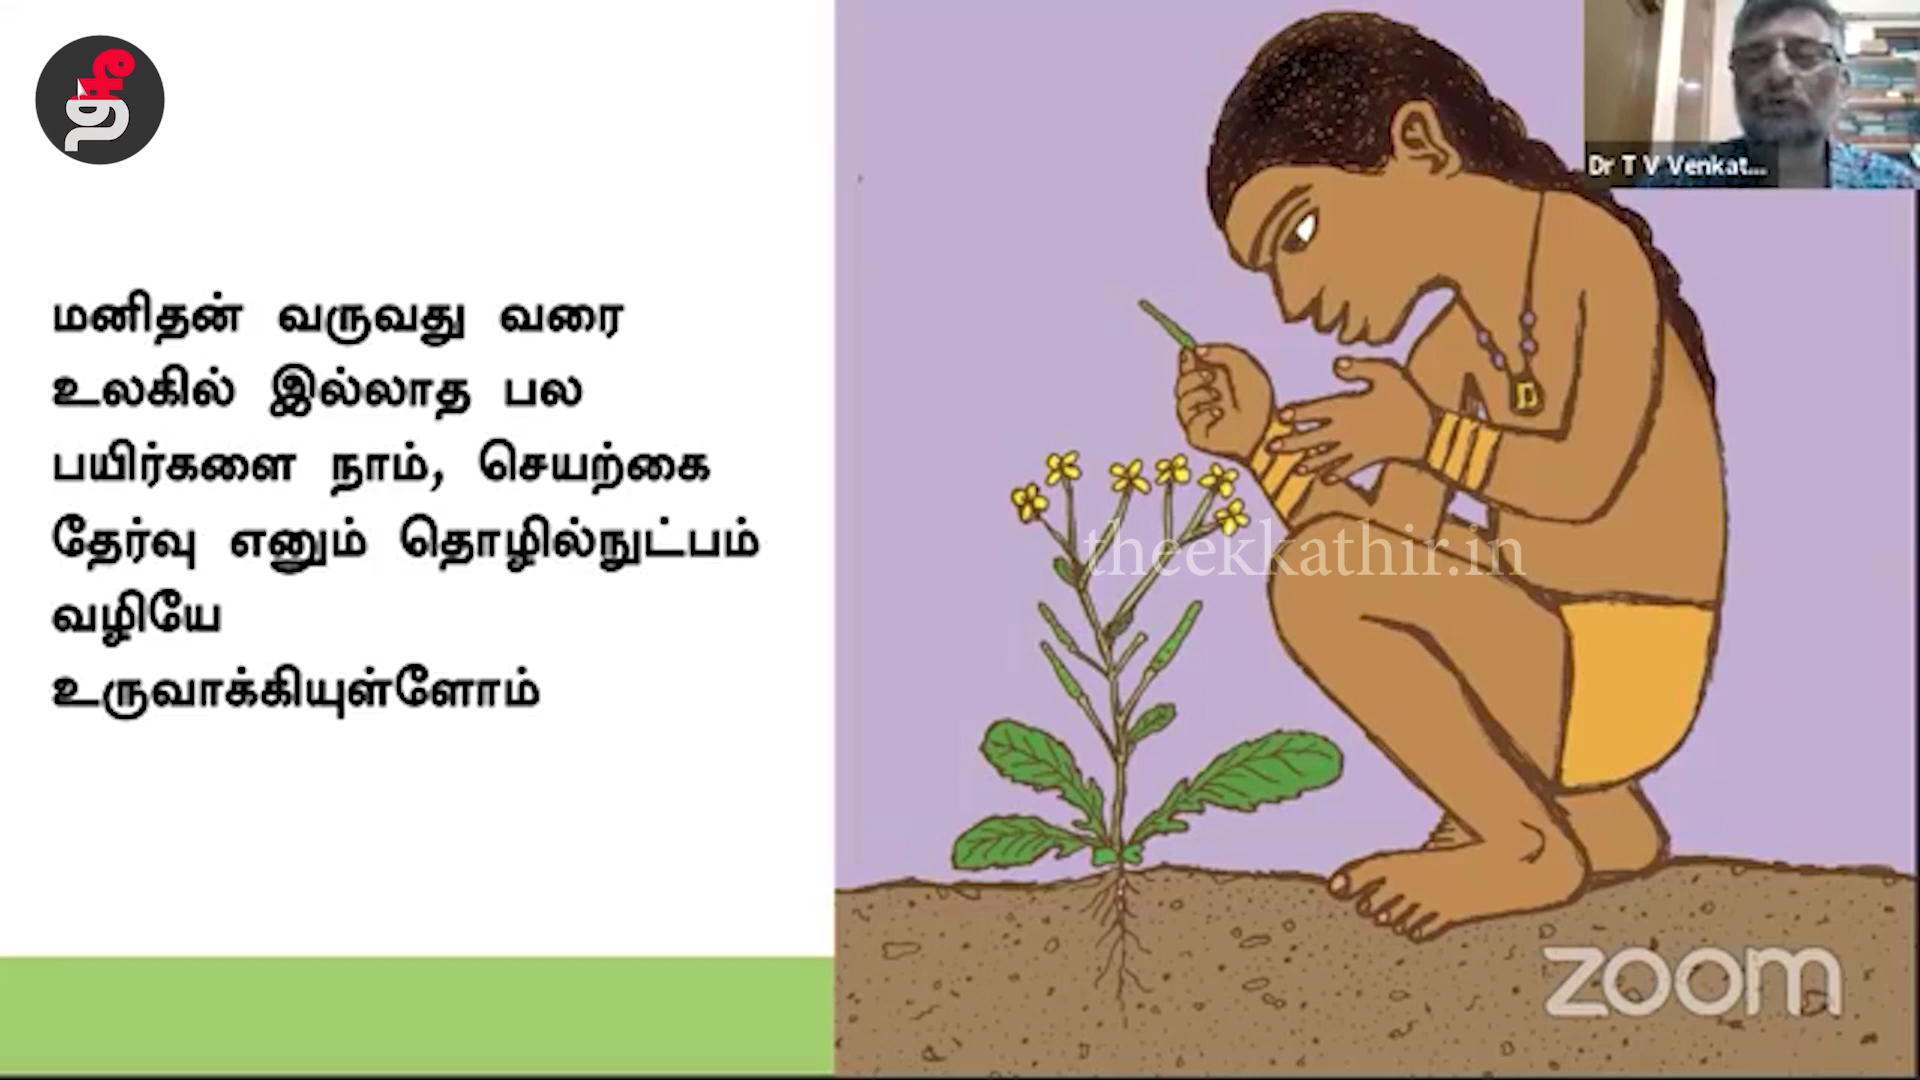 தீ
Dr T V Venkat...
மனிதன் வருவது வரை
உலகில் இல்லாத பல
பயிர்களை நாம், செயற்கை
தேர்வு எனும் தொழில்நுட்பம்
வழியே
உருவாக்கியுள்ளோம்
theekkathir.in
D
zoom